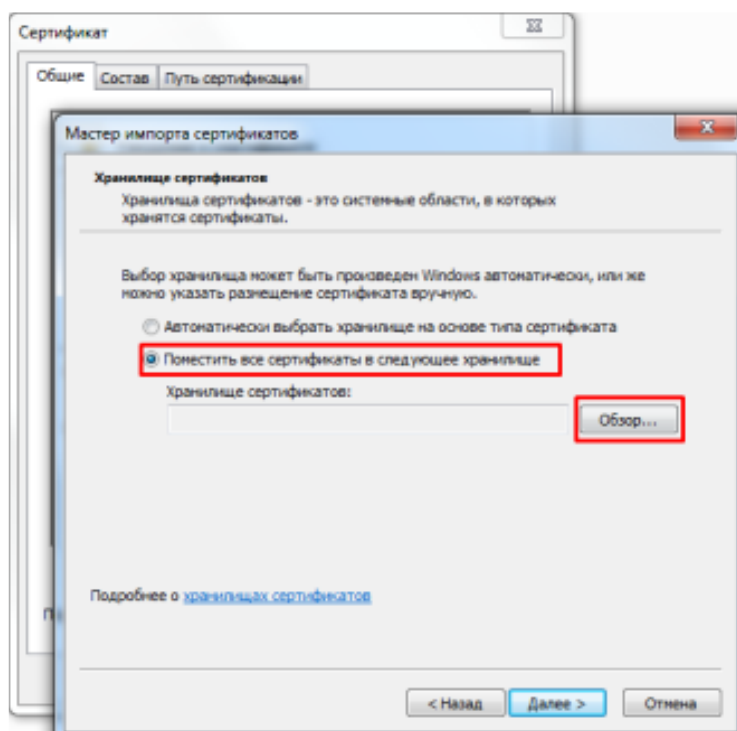 Сертификат
Общие Состав Путь сертификации
Мастер импорта сертификатов
Хранилище сертификатов
Хранилища сертификатов - это системные области, в которых
хранятся сертификаты.
Выбор хранилища может быть произведен Windows автоматически, или же
можно указать размещение сертификата вручную.
Автоматически выбрать хранилище на основе типа сертификата
Поместить все сертификаты в следующее хранилище
Хранилище сертификатов:
Обзор...
Подробнее о хранилищах сертификатов
< Назад Далее > Отмена